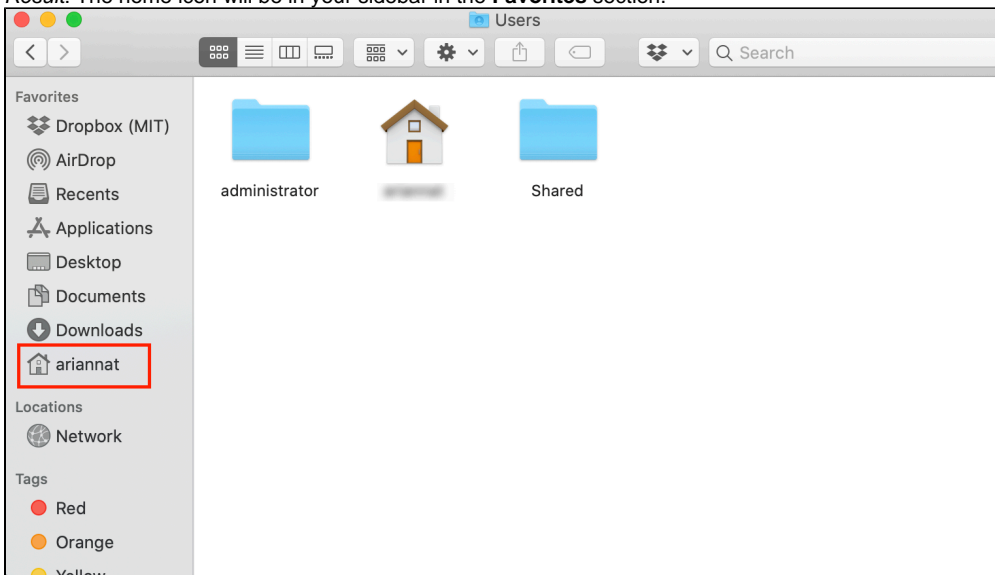 Result: The home icon will be in your sidebar in the Favorites section.
Users
Search
Favorites
Dropbox (MIT)
AirDrop
Recents
Applications
Desktop
Documents
Downloads
ariannat
Locations
Network
Tags
Red
Orange
Yellow
administrator
Shared